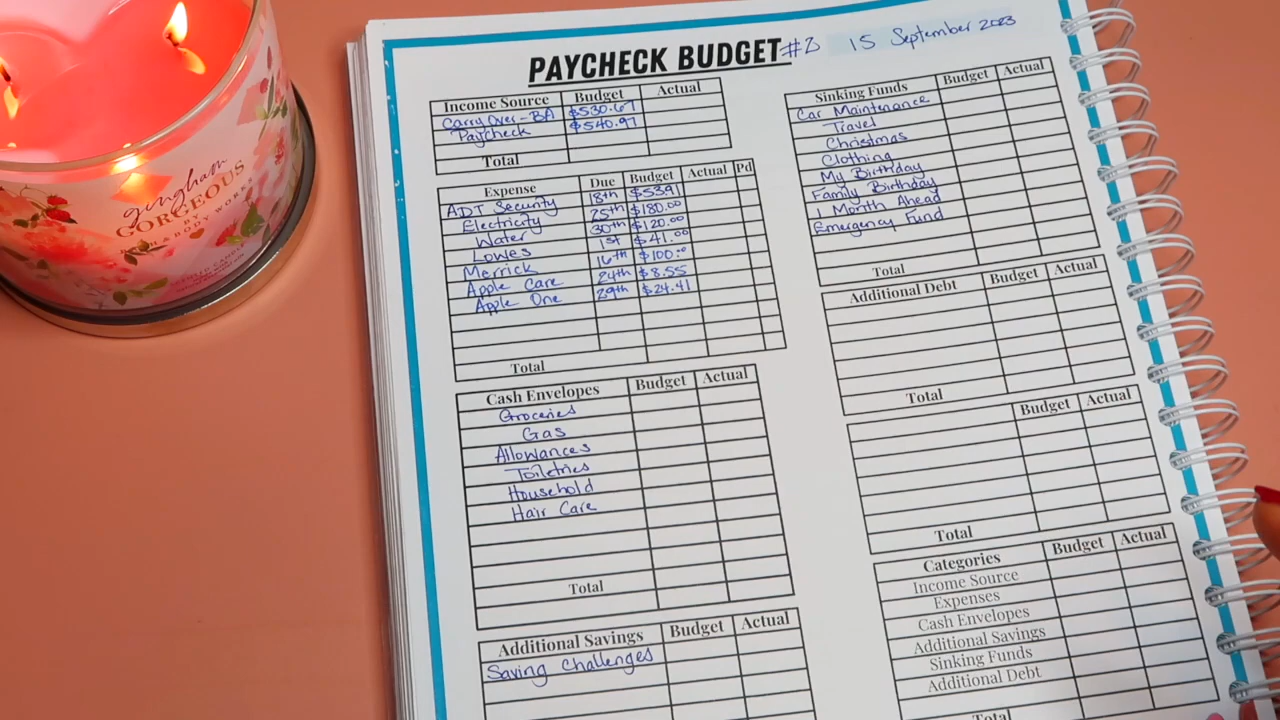 PAYCHECK BUDGET #2 15 September 2023
Income Source Budget Actual
Carry Over-BA $530.67
Paycheck $540.97
Total
Expense Due Budget Actual Pd
ADT Security 18th $53.91
Electricity 25th $180.00
Water 30th $120.00
Lowes 1st $41.00
Merrick 16th $100.00
Apple Care 24th $8.55
Apple One 29th $24.41
Total
Cash Envelopes Budget Actual
Groceries
Gas
Allowances
Toiletries
Household
Hair Care
Total
Additional Savings Budget Actual
Saving Challenges
Sinking Funds Budget Actual
Car Maintenance
Travel
Christmas
Clothing
My Birthday
Family Birthday
1 Month Ahead
Emergency Fund
Total
Additional Debt Budget Actual
Total
Budget Actual
Total
Categories Budget Actual
Income Source
Expenses
Cash Envelopes
Additional Savings
Sinking Funds
Additional Debt
Total
gingham
GORGEOUS